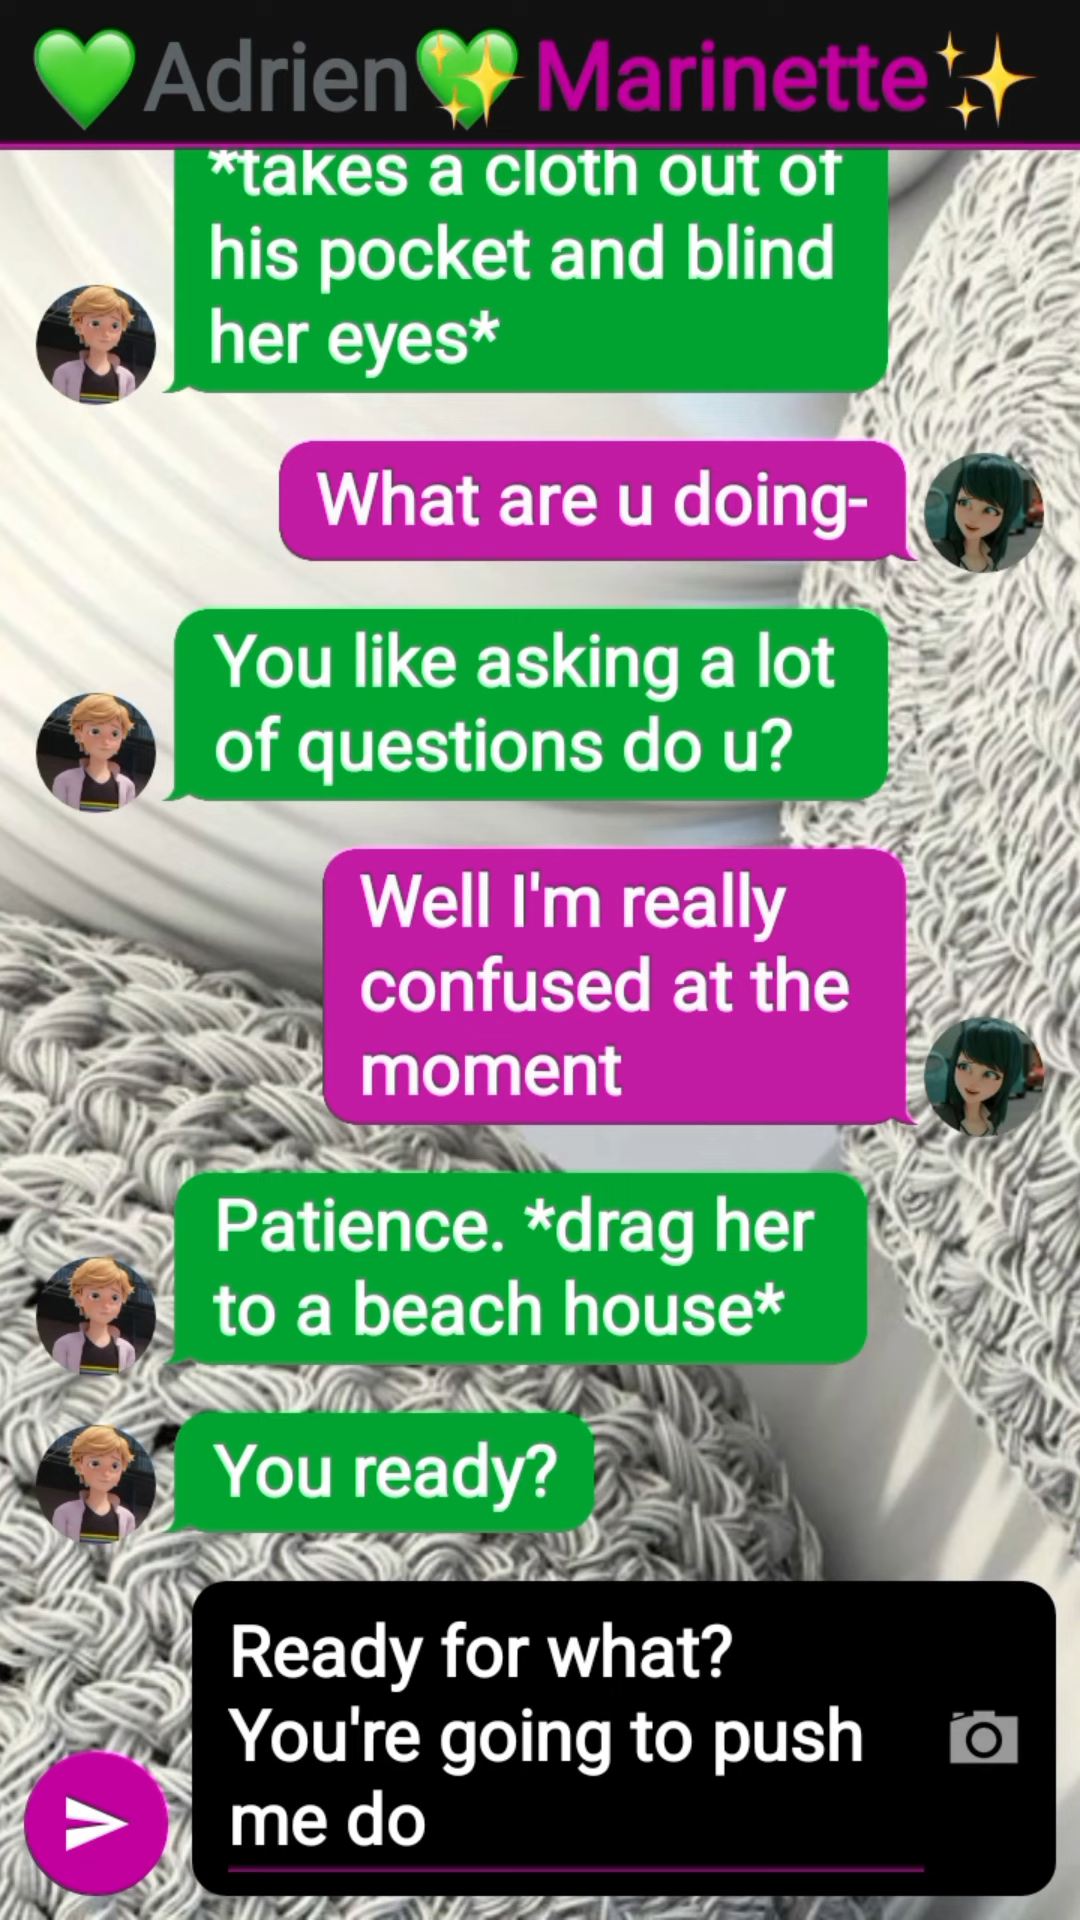 💚Adrien💚✨Marinette✨
*takes a cloth out of
his pocket and blind
her eyes*
What are u doing-
You like asking a lot
of questions do u?
Well I'm really
confused at the
moment
Patience. *drag her
to a beach house*
You ready?
Ready for what?
You're going to push
me do